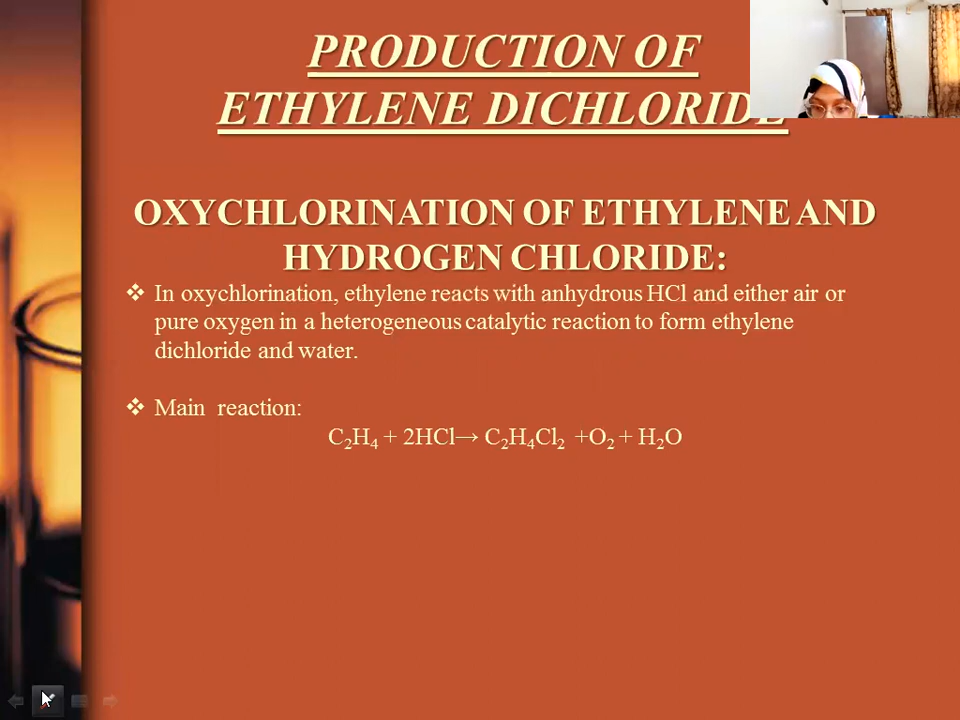 PRODUCTION OF
ETHYLENE DICHLORIDE
OXYCHLORINATION OF ETHYLENE AND
HYDROGEN CHLORIDE:
❖ In oxychlorination, ethylene reacts with anhydrous HCl and either air or
pure oxygen in a heterogeneous catalytic reaction to form ethylene
dichloride and water.
❖ Main reaction:
C₂H₄ + 2HCl→ C₂H₄Cl₂ +O₂ + H₂O